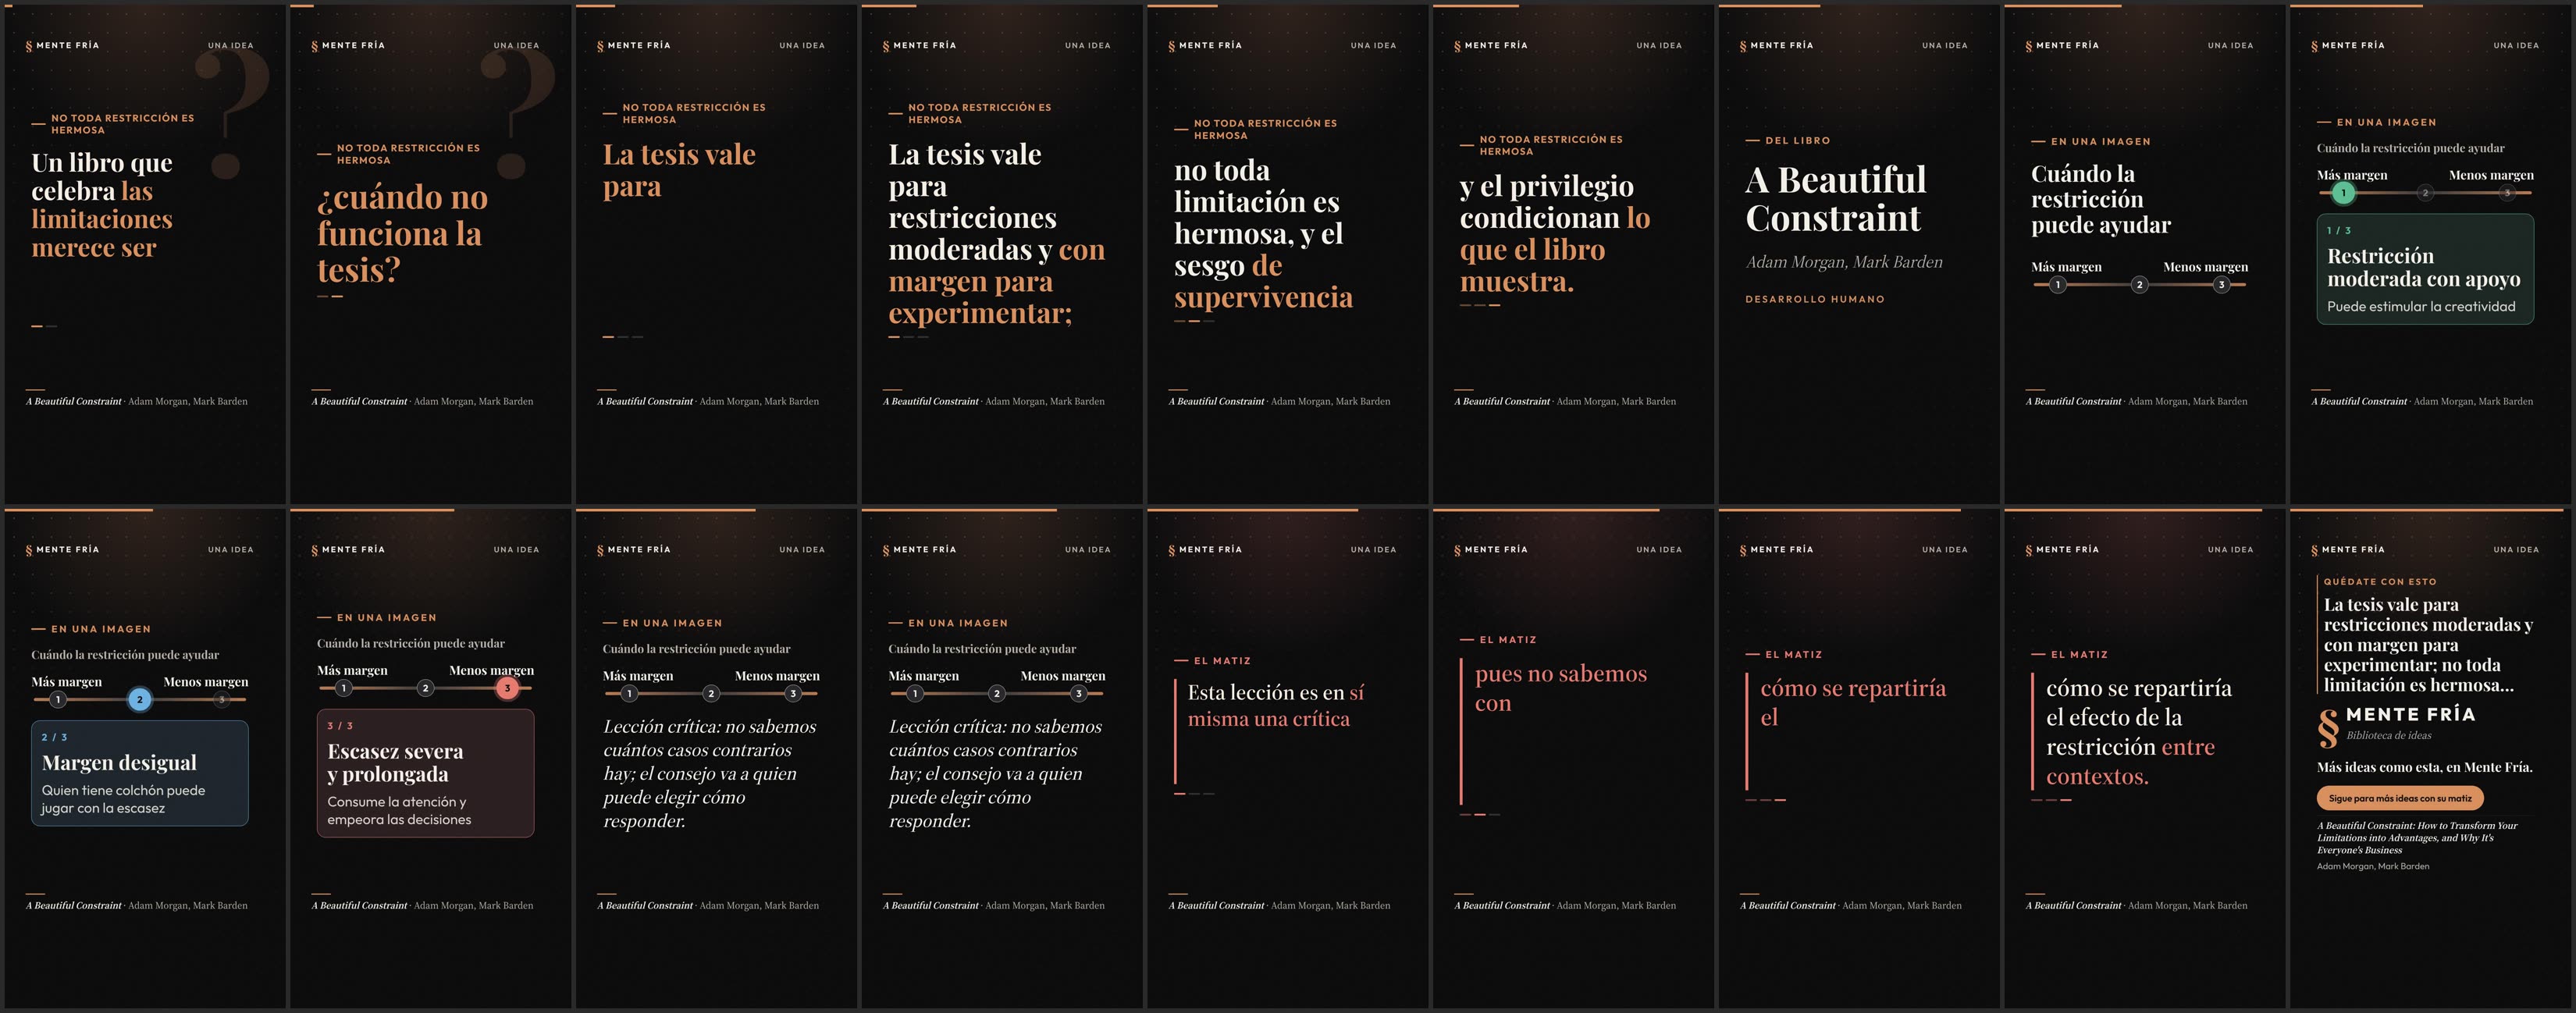 § MENTE FRÍA
UNA IDEA
?
NO TODA RESTRICCIÓN ES
HERMOSA
Un libro que
celebra las
limitaciones
merece ser
A Beautiful Constraint · Adam Morgan, Mark Barden
§ MENTE FRÍA
UNA IDEA
?
NO TODA RESTRICCIÓN ES
HERMOSA
¿cuándo no
funciona la
tesis?
A Beautiful Constraint · Adam Morgan, Mark Barden
§ MENTE FRÍA
UNA IDEA
NO TODA RESTRICCIÓN ES
HERMOSA
La tesis vale
para
A Beautiful Constraint · Adam Morgan, Mark Barden
§ MENTE FRÍA
UNA IDEA
NO TODA RESTRICCIÓN ES
HERMOSA
La tesis vale
para
restricciones
moderadas y con
margen para
experimentar;
A Beautiful Constraint · Adam Morgan, Mark Barden
§ MENTE FRÍA
UNA IDEA
NO TODA RESTRICCIÓN ES
HERMOSA
no toda
limitación es
hermosa, y el
sesgo de
supervivencia
A Beautiful Constraint · Adam Morgan, Mark Barden
§ MENTE FRÍA
UNA IDEA
NO TODA RESTRICCIÓN ES
HERMOSA
y el privilegio
condicionan lo
que el libro
muestra.
A Beautiful Constraint · Adam Morgan, Mark Barden
§ MENTE FRÍA
UNA IDEA
DEL LIBRO
A Beautiful
Constraint
Adam Morgan, Mark Barden
DESARROLLO HUMANO
§ MENTE FRÍA
UNA IDEA
EN UNA IMAGEN
Cuándo la
restricción
puede ayudar
Más margen
Menos margen
1
2
3
A Beautiful Constraint · Adam Morgan, Mark Barden
§ MENTE FRÍA
UNA IDEA
EN UNA IMAGEN
Cuándo la restricción puede ayudar
Más margen
Menos margen
1
2
3
1 / 3
Restricción
moderada con apoyo
Puede estimular la creatividad
A Beautiful Constraint · Adam Morgan, Mark Barden
§ MENTE FRÍA
UNA IDEA
EN UNA IMAGEN
Cuándo la restricción puede ayudar
Más margen
Menos margen
1
2
3
2 / 3
Margen desigual
Quien tiene colchón puede
jugar con la escasez
A Beautiful Constraint · Adam Morgan, Mark Barden
§ MENTE FRÍA
UNA IDEA
EN UNA IMAGEN
Cuándo la restricción puede ayudar
Más margen
Menos margen
1
2
3
3 / 3
Escasez severa
y prolongada
Consume la atención y
empeora las decisiones
A Beautiful Constraint · Adam Morgan, Mark Barden
§ MENTE FRÍA
UNA IDEA
EN UNA IMAGEN
Cuándo la restricción puede ayudar
Más margen
Menos margen
1
2
3
Lección crítica: no sabemos
cuántos casos contrarios
hay; el consejo va a quien
puede elegir cómo
responder.
A Beautiful Constraint · Adam Morgan, Mark Barden
§ MENTE FRÍA
UNA IDEA
EN UNA IMAGEN
Cuándo la restricción puede ayudar
Más margen
Menos margen
1
2
3
Lección crítica: no sabemos
cuántos casos contrarios
hay; el consejo va a quien
puede elegir cómo
responder.
A Beautiful Constraint · Adam Morgan, Mark Barden
§ MENTE FRÍA
UNA IDEA
EL MATIZ
Esta lección es en sí
misma una crítica
A Beautiful Constraint · Adam Morgan, Mark Barden
§ MENTE FRÍA
UNA IDEA
EL MATIZ
pues no sabemos
con
A Beautiful Constraint · Adam Morgan, Mark Barden
§ MENTE FRÍA
UNA IDEA
EL MATIZ
cómo se repartiría
el
A Beautiful Constraint · Adam Morgan, Mark Barden
§ MENTE FRÍA
UNA IDEA
EL MATIZ
cómo se repartiría
el efecto de la
restricción entre
contextos.
A Beautiful Constraint · Adam Morgan, Mark Barden
§ MENTE FRÍA
UNA IDEA
QUÉDATE CON ESTO
La tesis vale para
restricciones moderadas y
con margen para
experimentar; no toda
limitación es hermosa...
§ MENTE FRÍA
Biblioteca de ideas
Más ideas como esta, en Mente Fría.
Sigue para más ideas con su matiz
A Beautiful Constraint: How to Transform Your
Limitations into Advantages, and Why It's
Everyone's Business
Adam Morgan, Mark Barden